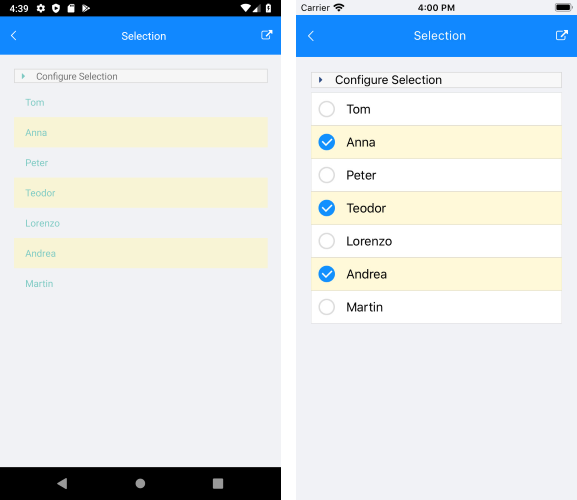 4:39
Selection
Configure Selection
Tom
Anna
Peter
Teodor
Lorenzo
Andrea
Martin
Carrier 4:00 PM
Selection
Configure Selection
Tom
Anna
Peter
Teodor
Lorenzo
Andrea
Martin